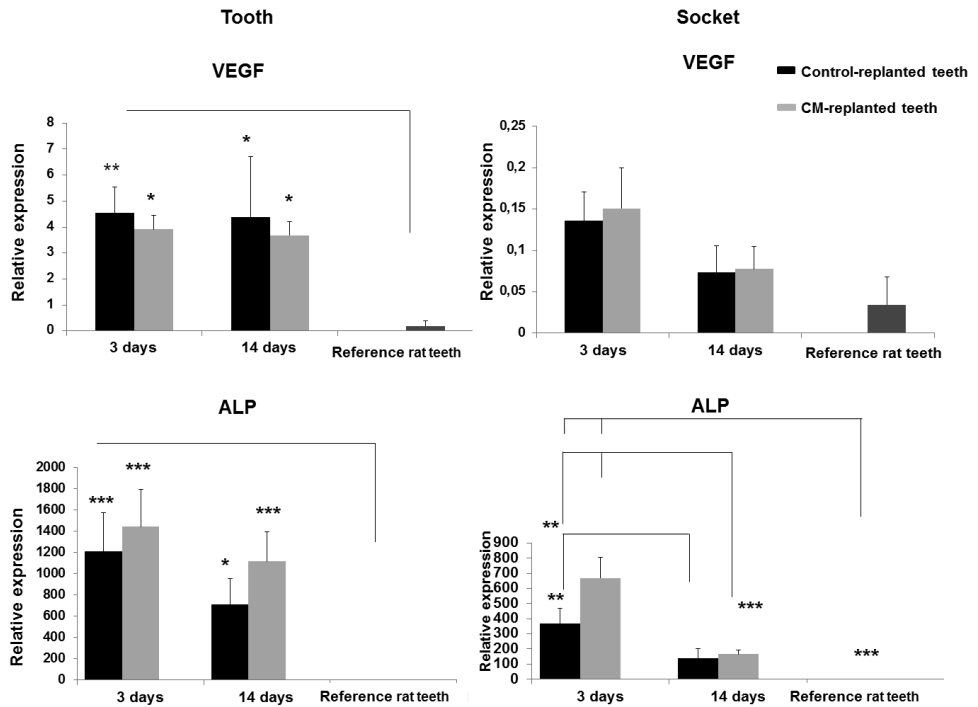 Tooth
Socket
VEGF
VEGF
Control-replanted teeth
CM-replanted teeth
Relative expression
8
7
6
5
4
3
2
1
0
**
*
*
*
3 days
14 days
Reference rat teeth
Relative expression
0,25
0,2
0,15
0,1
0,05
0
3 days
14 days
Reference rat teeth
ALP
Relative expression
2000
1800
1600
1400
1200
1000
800
600
400
200
0
***
***
*
***
3 days
14 days
Reference rat teeth
ALP
Relative expression
900
800
700
600
500
400
300
200
100
0
**
**
***
***
3 days
14 days
Reference rat teeth